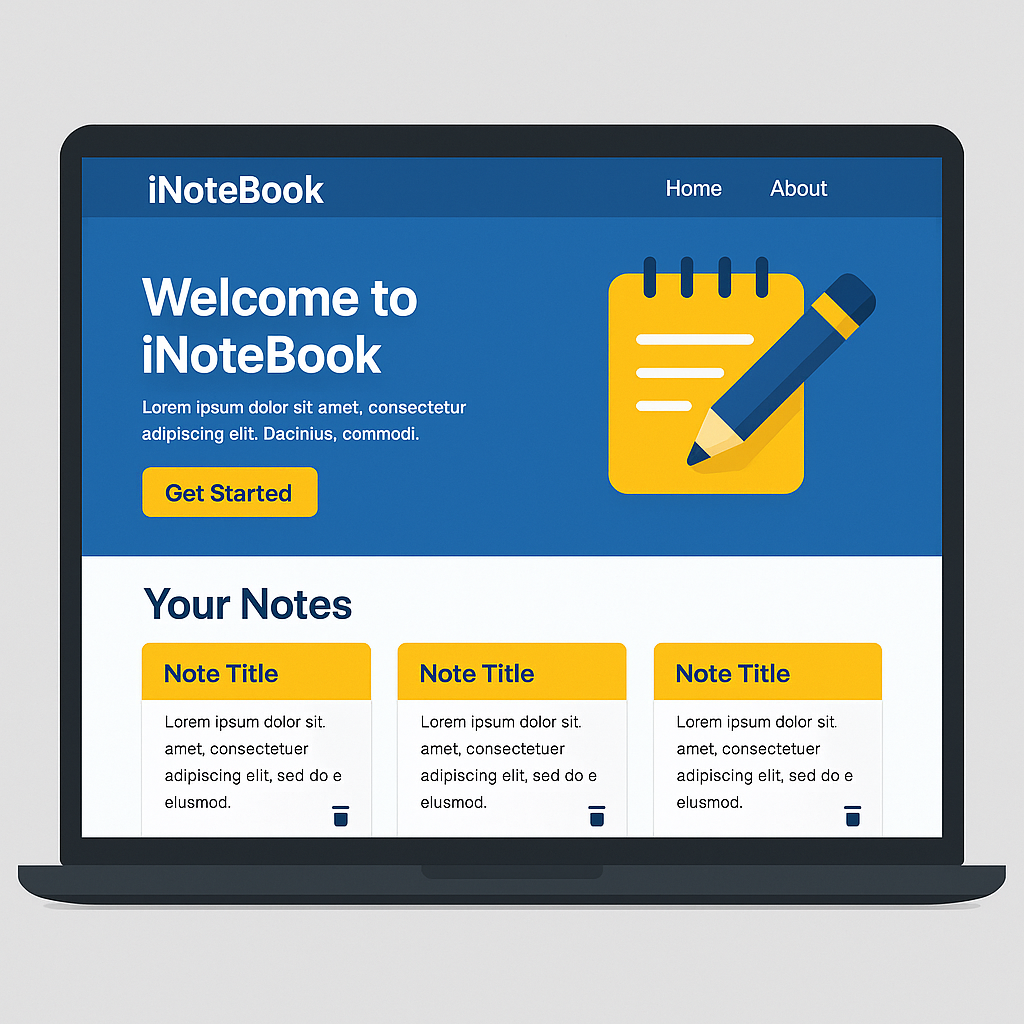 iNoteBook
Home
About
Welcome to
iNoteBook
Lorem ipsum dolor sit amet, consectetur
adipiscing elit. Dacinius, commodi.
Get Started
Your Notes
Note Title
Lorem ipsum dolor sit.
amet, consectetuer
adipiscing elit, sed do e
elusmod.
Note Title
Lorem ipsum dolor sit.
amet, consectetuer
adipiscing elit, sed do e
elusmod.
Note Title
Lorem ipsum dolor sit.
amet, consectetuer
adipiscing elit, sed do e
elusmod.